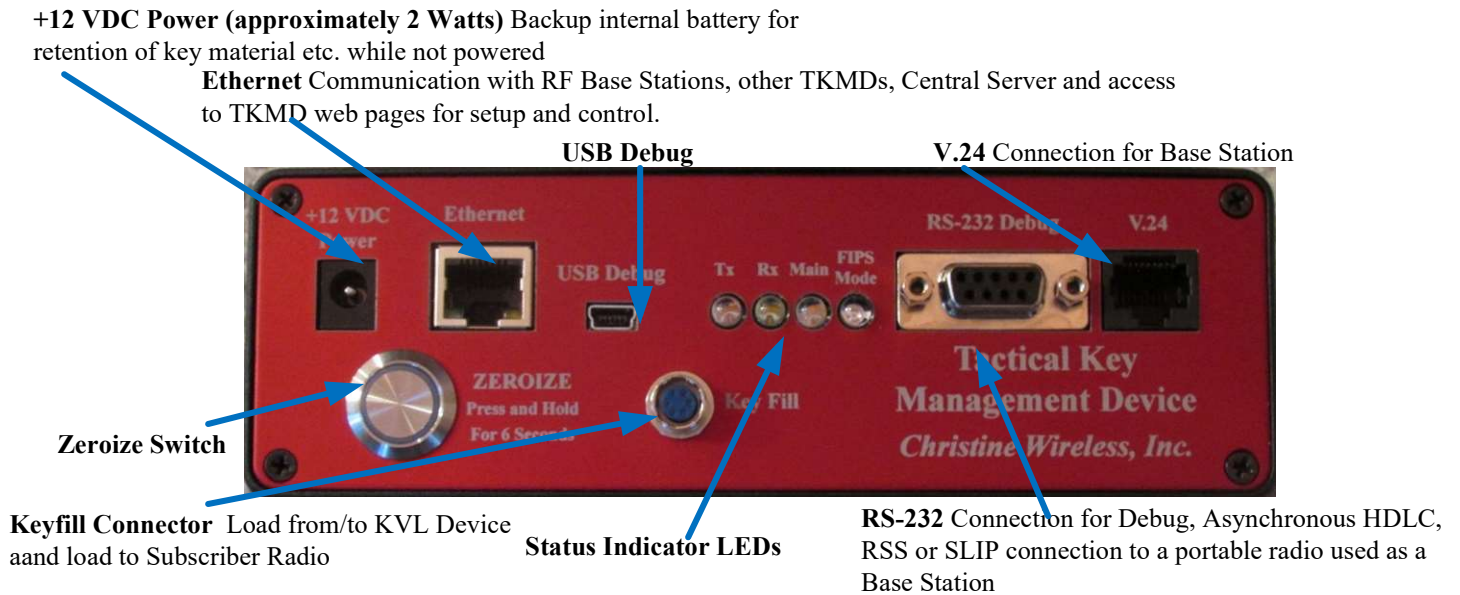 +12 VDC Power (approximately 2 Watts) Backup internal battery for
retention of key material etc. while not powered
Ethernet Communication with RF Base Stations, other TKMDs, Central Server and access
to TKMD web pages for setup and control.
USB Debug
V.24 Connection for Base Station
+12 VDC
Power
Ethernet
USB Debug
Tx Rx Main FIPS
Mode
RS-232 Debug
V.24
ZEROIZE
Press and Hold
For 6 Seconds
Key Fill
Tactical Key
Management Device
Christine Wireless, Inc.
Zeroize Switch
Keyfill Connector Load from/to KVL Device
aand load to Subscriber Radio
Status Indicator LEDs
RS-232 Connection for Debug, Asynchronous HDLC,
RSS or SLIP connection to a portable radio used as a
Base Station